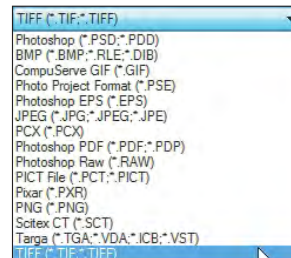 TIFF (*.TIF;*.TIFF)
Photoshop (*.PSD;*.PDD)
BMP (*.BMP;*.RLE;*.DIB)
CompuServe GIF (*.GIF)
Photo Project Format (*.PSE)
Photoshop EPS (*.EPS)
JPEG (*.JPG;*.JPEG;*.JPE)
PCX (*.PCX)
Photoshop PDF (*.PDF;*.PDP)
Photoshop Raw (*.RAW)
PICT File (*.PCT;*.PICT)
Pixar (*.PXR)
PNG (*.PNG)
Scitex CT (*.SCT)
Targa (*.TGA;*.VDA;*.ICB;*.VST)
TIFF (*.TIF;*.TIFF)